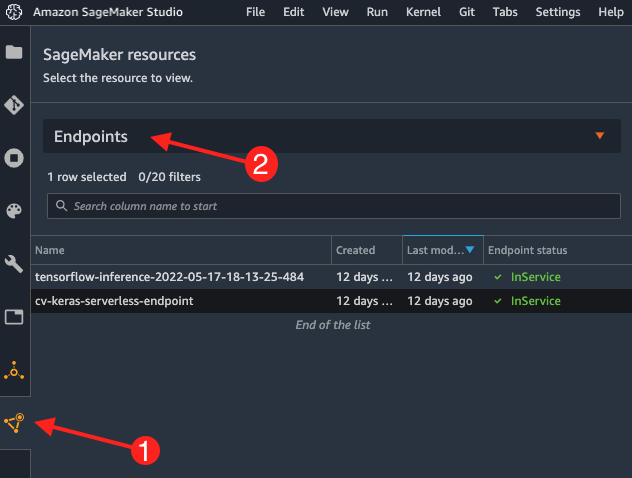 Amazon SageMaker Studio File Edit View Run Kernel Git Tabs Settings Help
SageMaker resources
Select the resource to view.
Endpoints
2
1 row selected 0/20 filters
Search column name to start
Name Created Last mod... Endpoint status
tensorflow-inference-2022-05-17-18-13-25-484 12 days ... 12 days ago InService
cv-keras-serverless-endpoint 12 days ... 12 days ago InService
End of the list
1